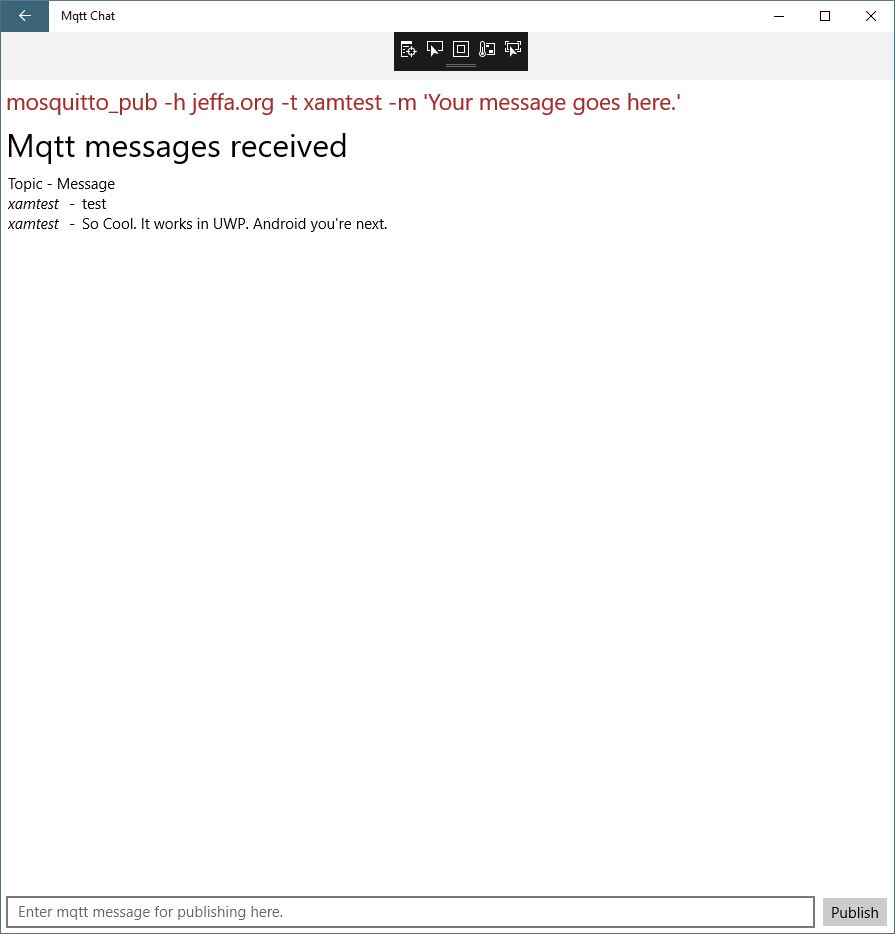 Mqtt Chat
mosquitto_pub -h jeffa.org -t xamtest -m 'Your message goes here.'
Mqtt messages received
Topic - Message
xamtest - test
xamtest - So Cool. It works in UWP. Android you're next.
Enter mqtt message for publishing here.
Publish